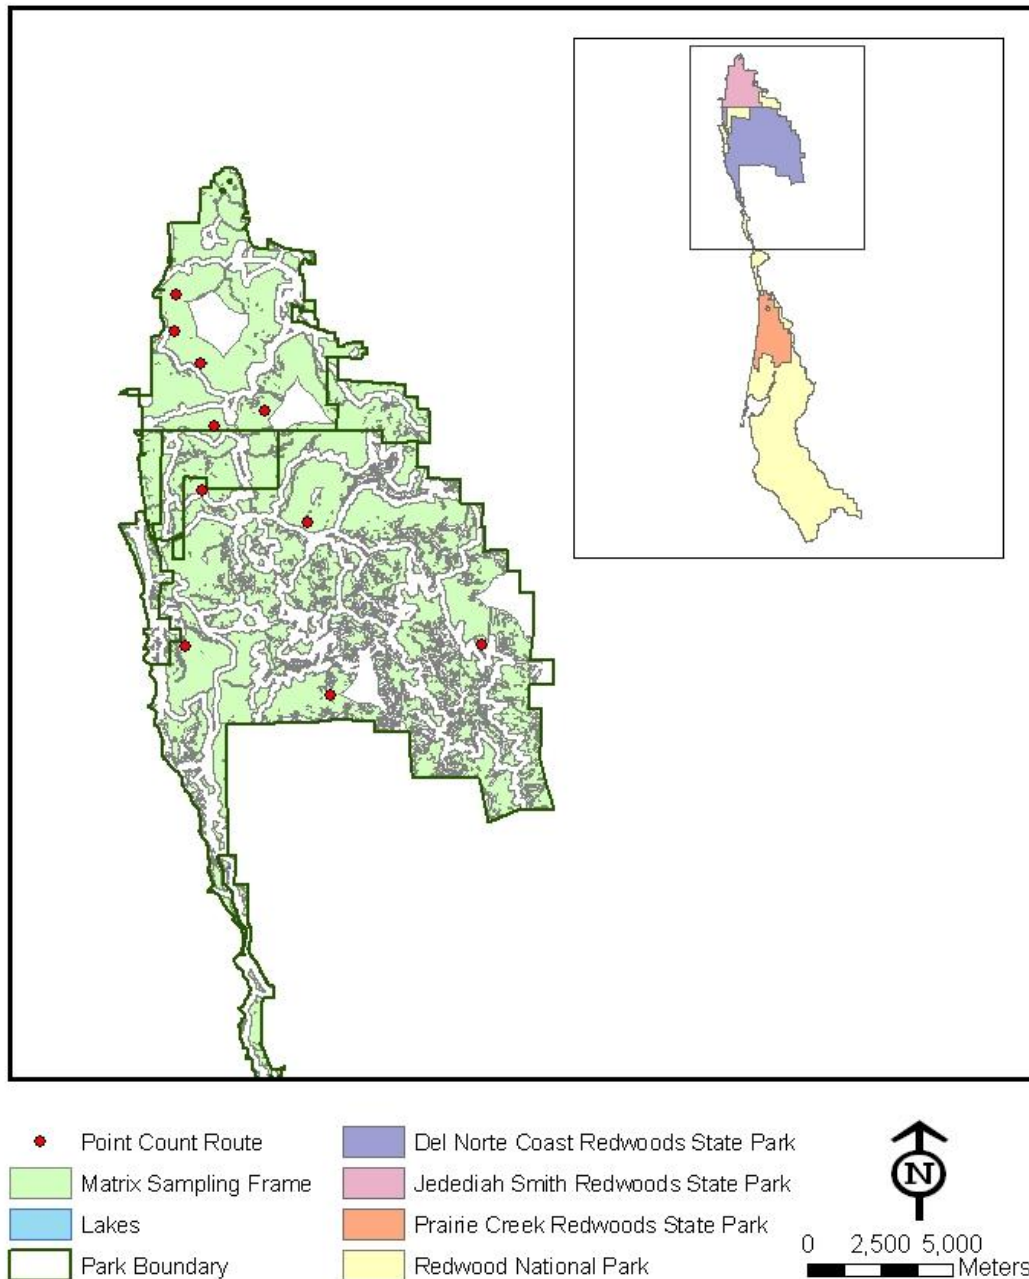 Point Count Route
Matrix Sampling Frame
Lakes
Park Boundary
Del Norte Coast Redwoods State Park
Jedediah Smith Redwoods State Park
Prairie Creek Redwoods State Park
Redwood National Park
N
0 2,500 5,000
Meters